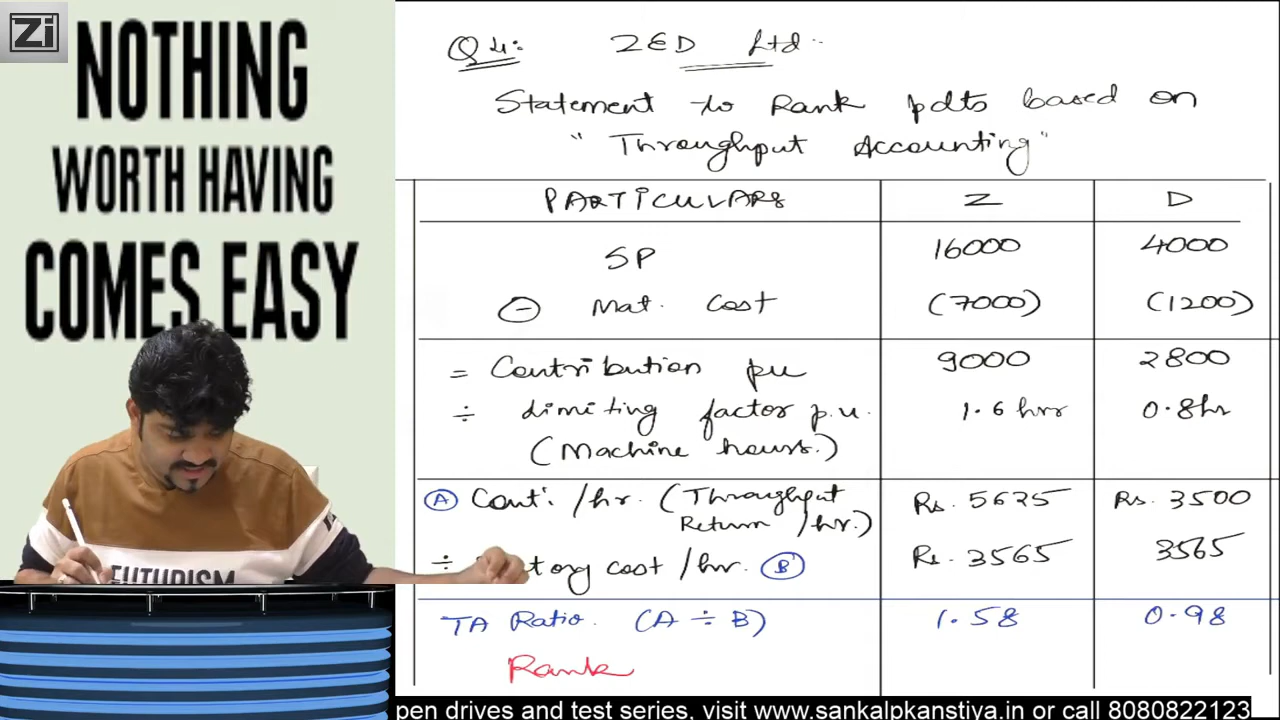 Zi
NOTHING
WORTH HAVING
COMES EASY
FUTURISM
Q4: ZED Ltd.
Statement to Rank pdts based on
"Throughput Accounting"
PARTICULARS Z D
SP 16000 4000
⊖ Mat. Cost (7000) (1200)
= Contribution pu 9000 2800
÷ Limiting factor p.u. 1.6 hrs 0.8hr
(Machine hours.)
Ⓐ Cont. /hr. (Throughput Rs. 5625 Rs. 3500
Return /hr.)
÷ cost /hr. Ⓑ Rs. 3565 3565
TA Ratio. (A ÷ B) 1.58 0.98
Rank
pen drives and test series, visit www.sankalpkanstiya.in or call 8080822123